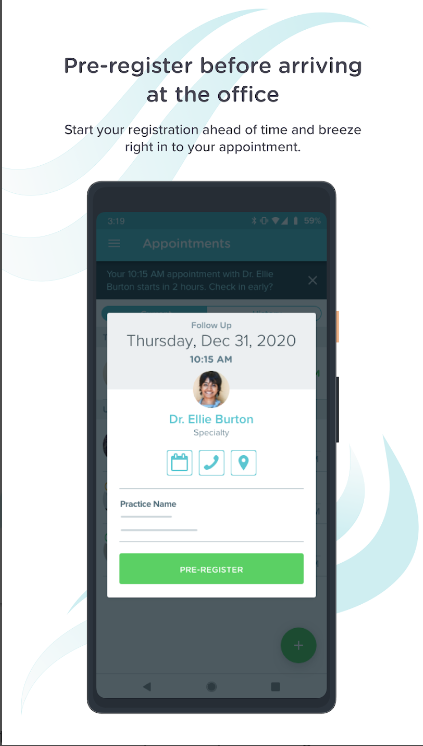 Pre-register before arriving
at the office
Start your registration ahead of time and breeze
right in to your appointment.
3:19
59%
Appointments
Your 10:15 AM appointment with Dr. Ellie
Burton starts in 2 hours. Check in early?
Follow Up
Thursday, Dec 31, 2020
10:15 AM
Dr. Ellie Burton
Specialty
Practice Name
PRE-REGISTER